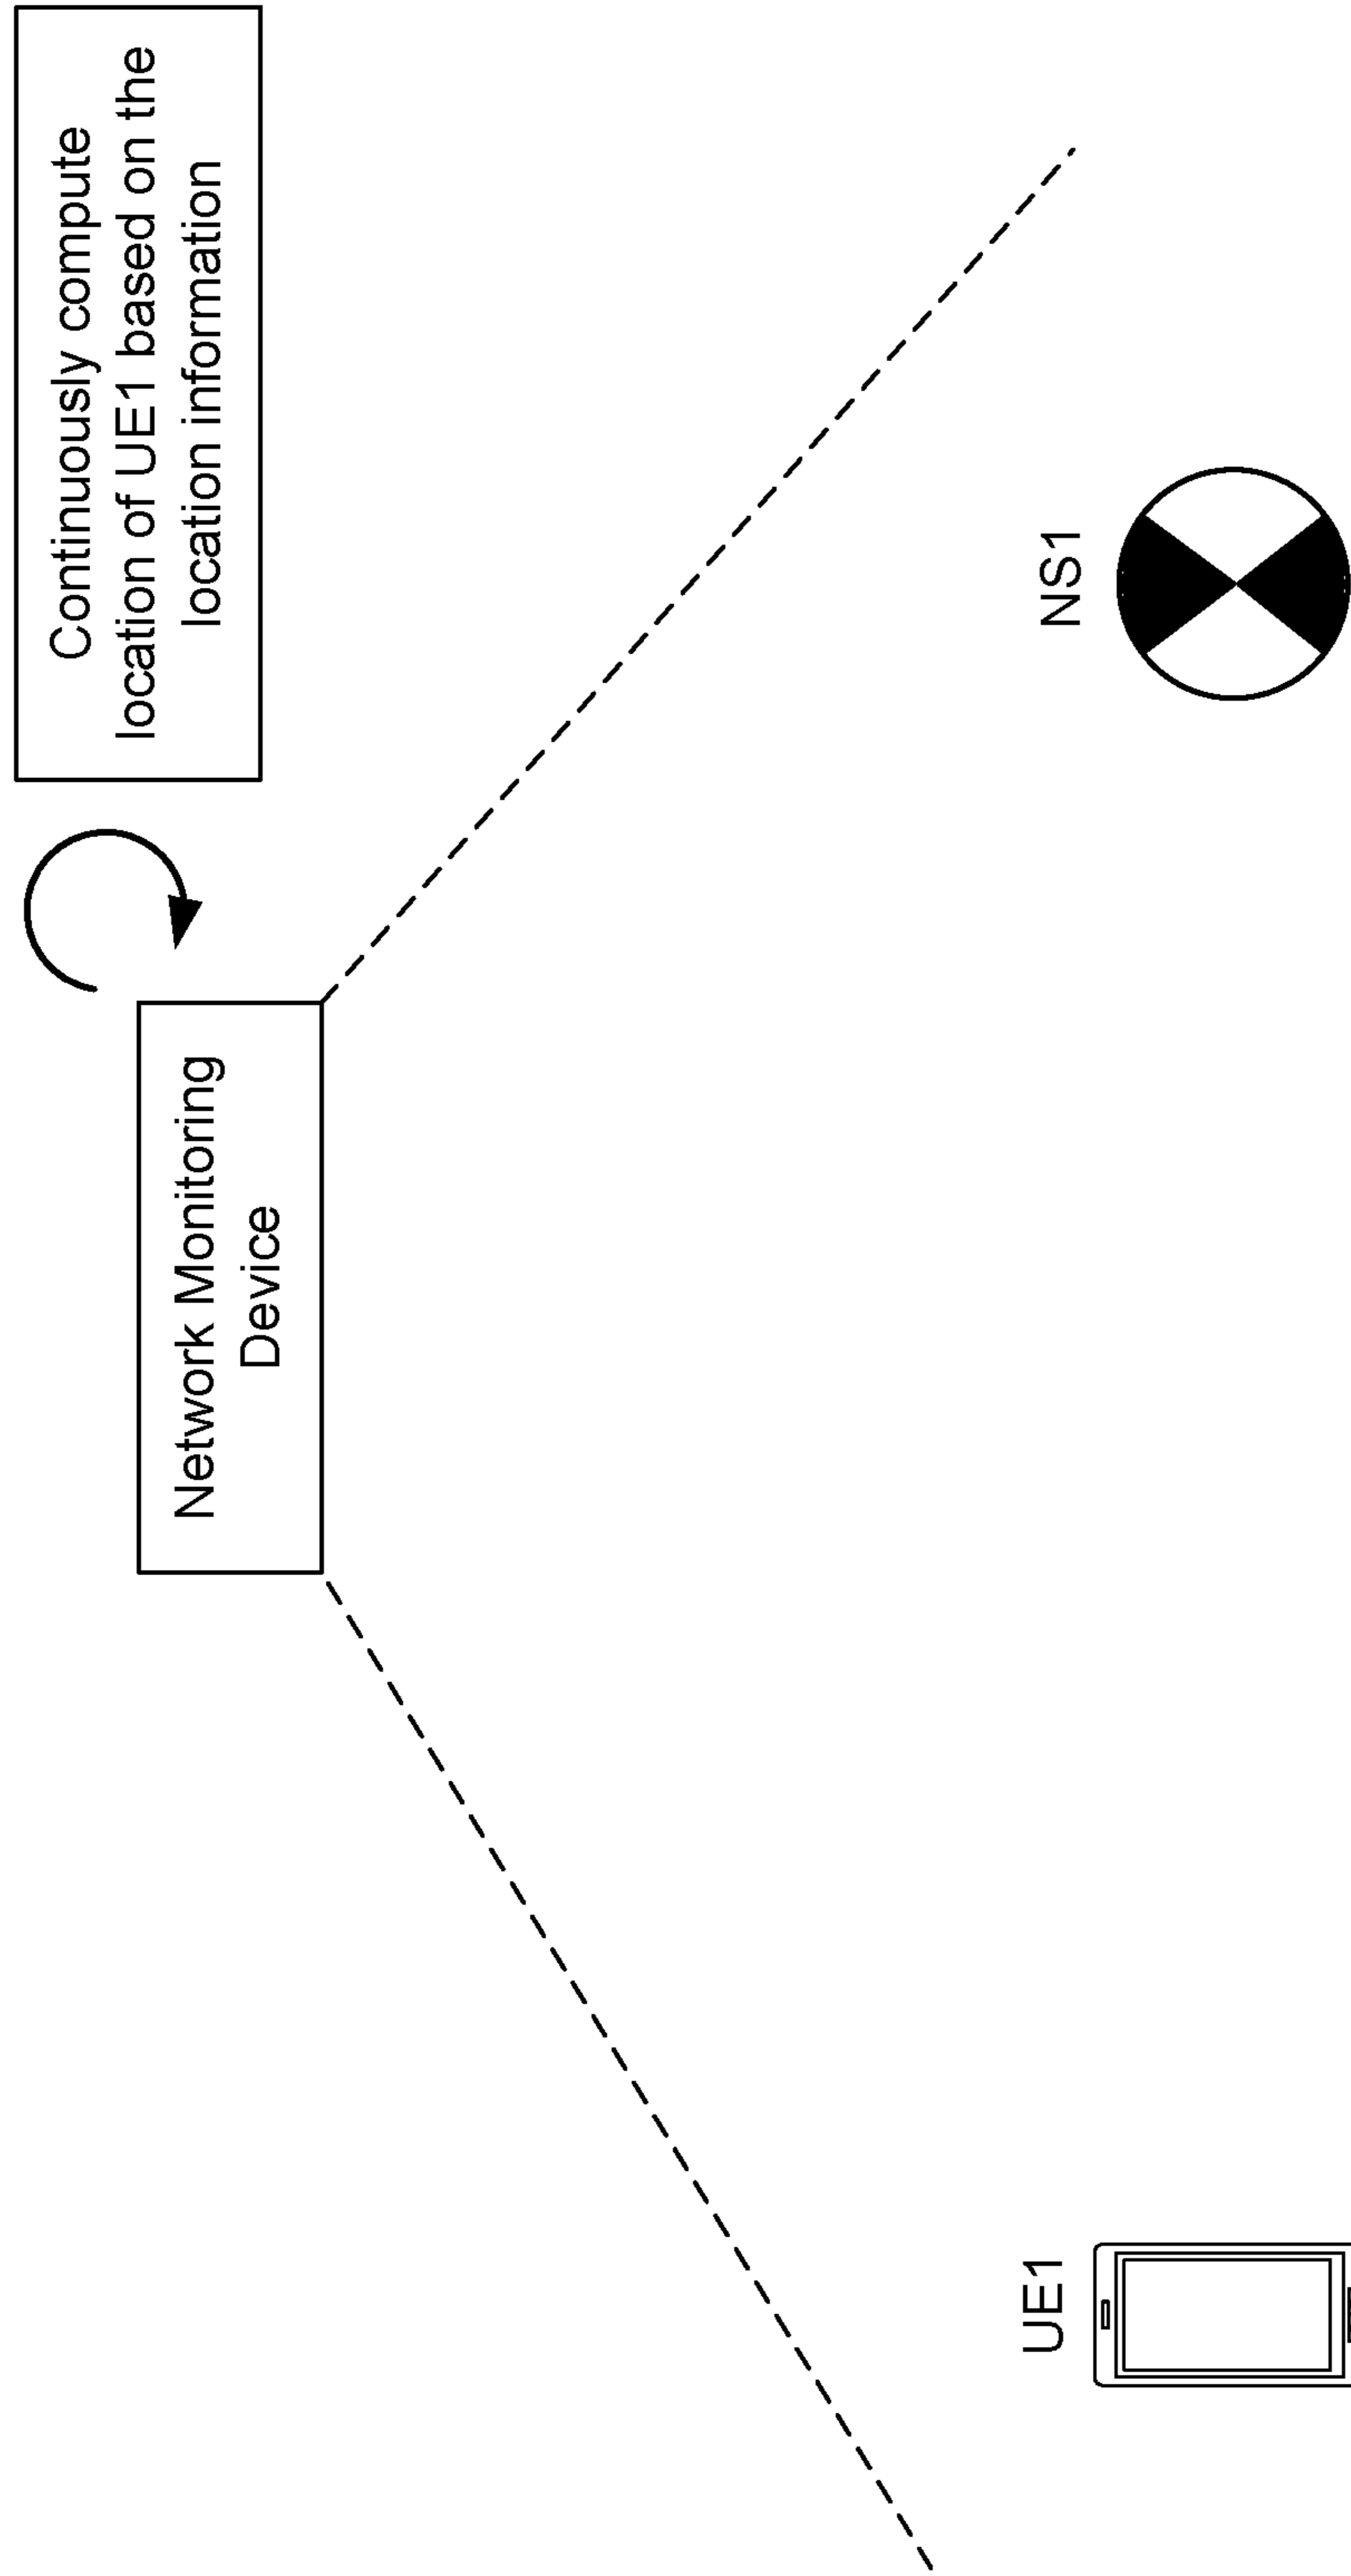 Continuously compute
location of UE1 based on the
location information
Network Monitoring
Device
NS1
UE1